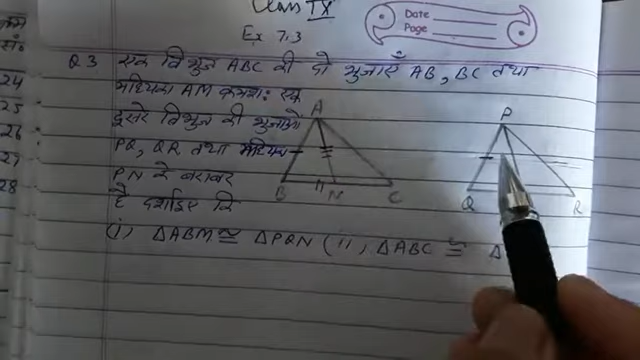 Class IX
Date
Page
Ex 7.3
Q 3 एक त्रिभुज ABC की दो भुजाएँ AB, BC तथा
माध्यिका AM क्रमशः एक
दूसरे त्रिभुज की भुजाओं
PQ, QR तथा माध्यिका
PN के बराबर
है दर्शाइए कि
(i) ΔABM ≅ ΔPQN (ii) ΔABC ≅ Δ
A
B
N
C
P
Q
R
24
25
26
27
28